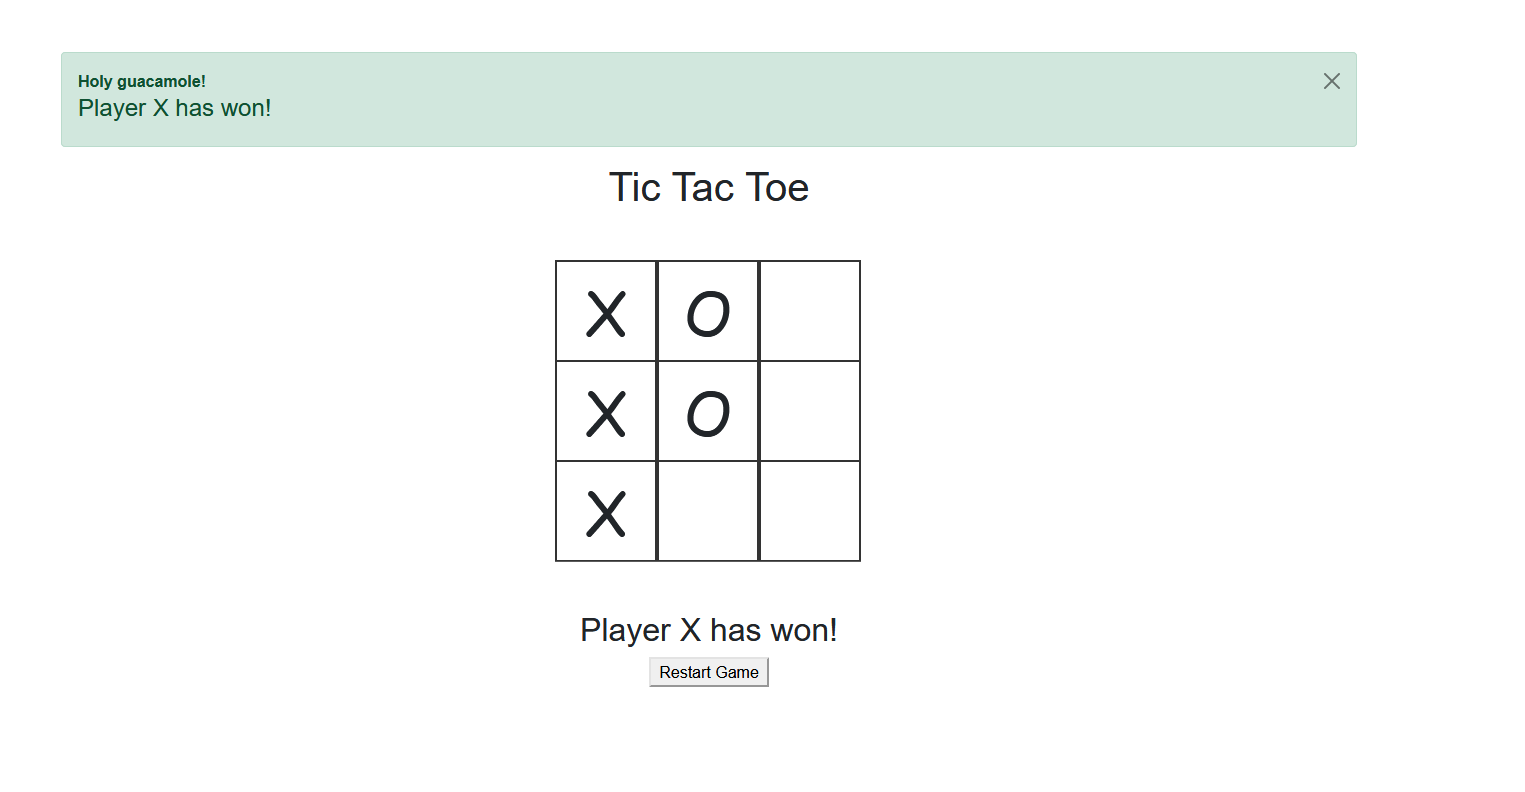 Holy guacamole!
Player X has won!
Tic Tac Toe
X O
X O
X
Player X has won!
Restart Game